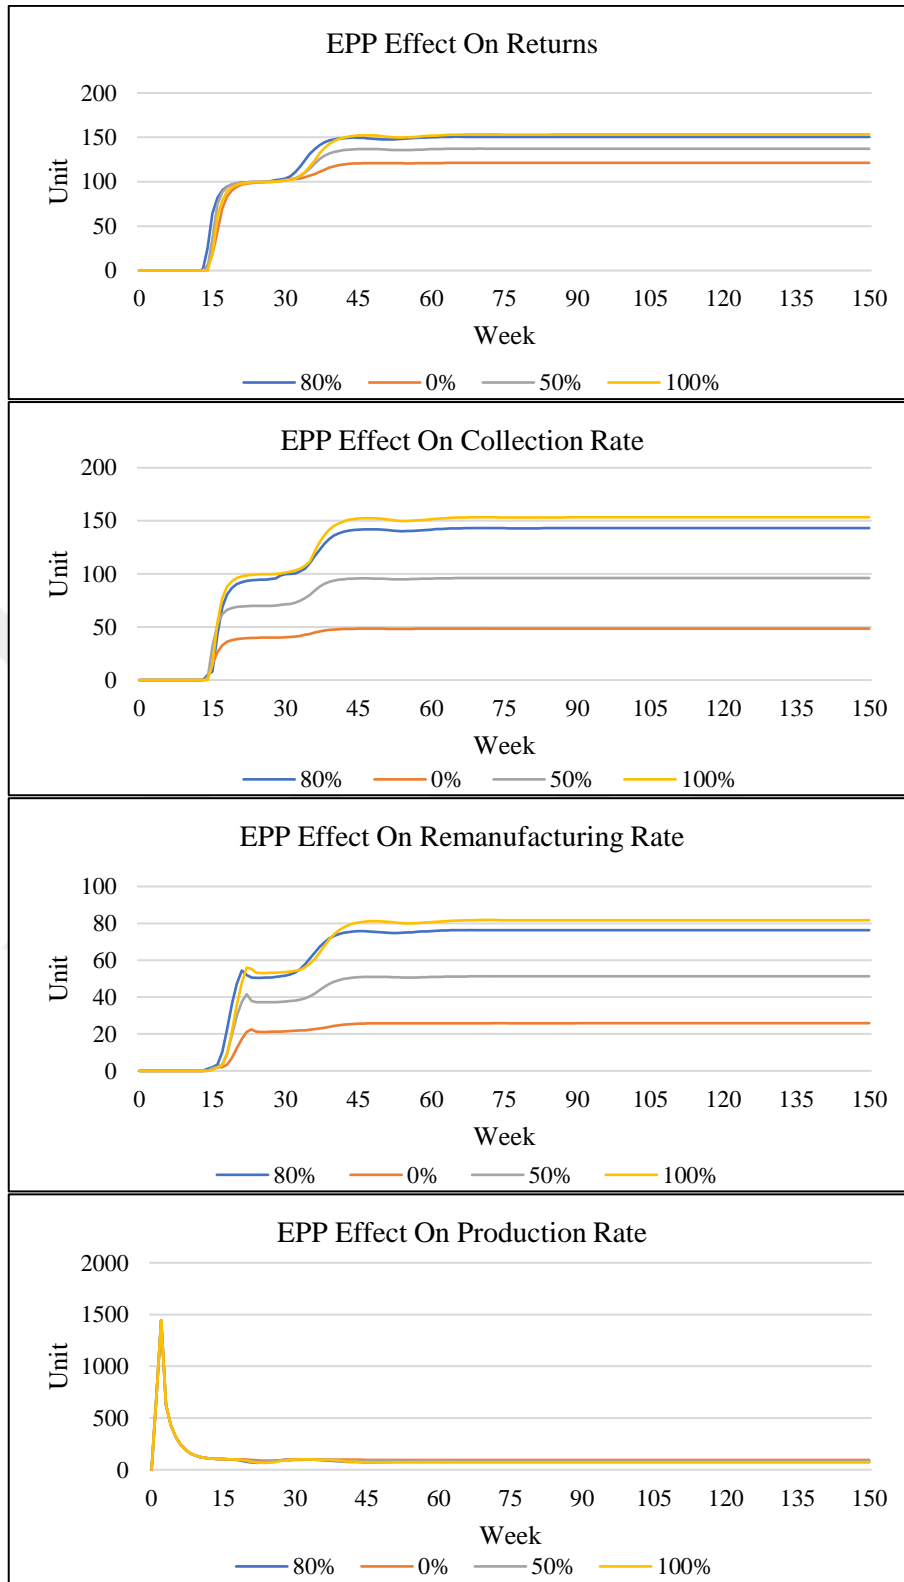 EPP Effect On Returns
200
150
100
50
0
Unit
0 15 30 45 60 75 90 105 120 135 150
Week
80% 0% 50% 100%
EPP Effect On Collection Rate
200
150
100
50
0
Unit
0 15 30 45 60 75 90 105 120 135 150
Week
80% 0% 50% 100%
EPP Effect On Remanufacturing Rate
100
80
60
40
20
0
Unit
0 15 30 45 60 75 90 105 120 135 150
Week
80% 0% 50% 100%
EPP Effect On Production Rate
2000
1500
1000
500
0
Unit
0 15 30 45 60 75 90 105 120 135 150
Week
80% 0% 50% 100%